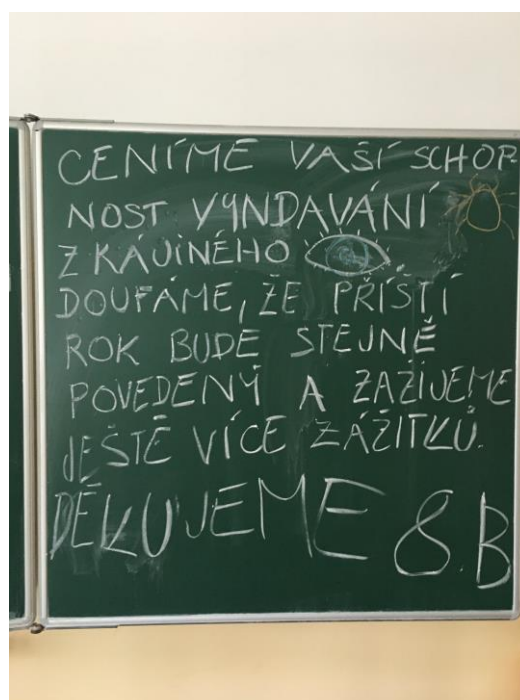 CENÍME VAŠÍ SCHOP-
NOST VYNDAVÁNÍ
Z KÁJINÉHO
DOUFÁME, ŽE PŘÍŠTÍ
ROK BUDE STEJNĚ
POVEDENÝ A ZAŽIJEME
JEŠTĚ VÍCE ZÁŽITKŮ.
DĚKUJEME 8.B